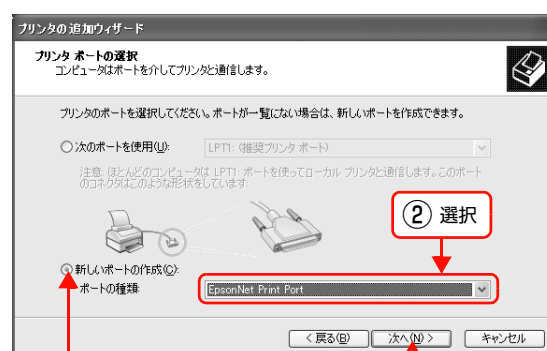 プリンタの追加ウィザード
プリンタ ポートの選択
コンピュータはポートを介してプリンタと通信します。
プリンタのポートを選択してください。ポートが一覧にない場合は、新しいポートを作成できます。
次のポートを使用(U):
LPT1: (推奨プリンタ ポート)
注意: ほとんどのコンピュータは LPT1: ポートを使ってローカル プリンタと通信します。このポート
のコネクタはこのような形状をしています:
② 選択
新しいポートの作成(C):
ポートの種類:
EpsonNet Print Port
< 戻る(B)
次へ(N) >
キャンセル